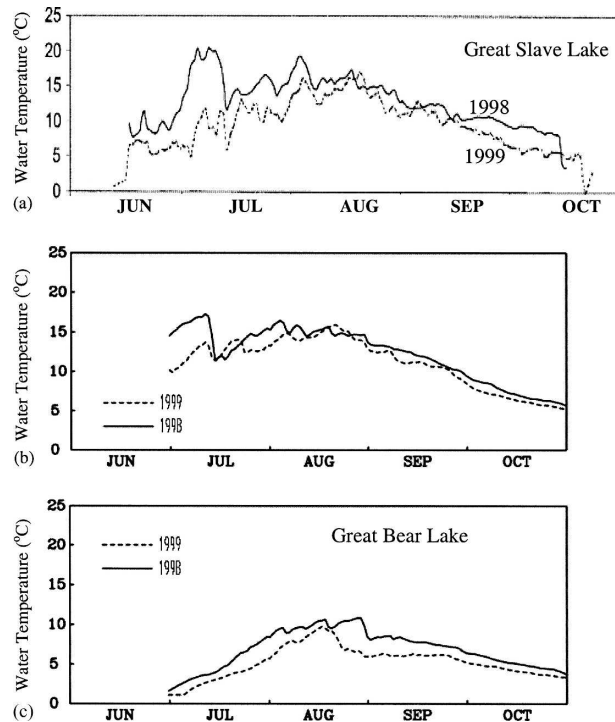 25
20
15
10
5
0
Water Temperature (°C)
Great Slave Lake
1998
1999
(a)
JUN JUL AUG SEP OCT
25
20
15
10
5
0
Water Temperature (°C)
1999
1998
(b)
JUN JUL AUG SEP OCT
25
20
15
10
5
0
Water Temperature (°C)
1999
1998
Great Bear Lake
(c)
JUN JUL AUG SEP OCT